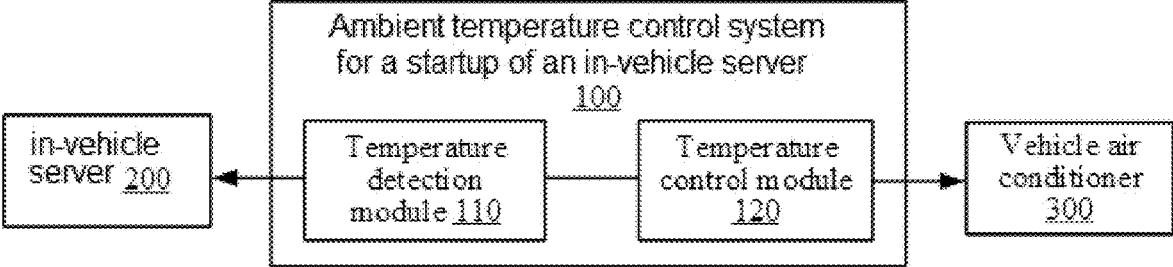 Ambient temperature control system
for a startup of an in-vehicle server
100
in-vehicle
server 200
Temperature
detection
module 110
Temperature
control module
120
Vehicle air
conditioner
300